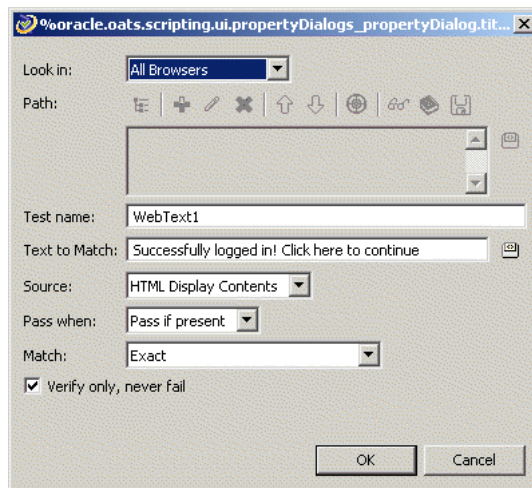 %oracle.oats.scripting.ui.propertyDialogs_propertyDialog.tit...
Look in: All Browsers
Path:
Test name: WebText1
Text to Match: Successfully logged in! Click here to continue
Source: HTML Display Contents
Pass when: Pass if present
Match: Exact
Verify only, never fail
OK Cancel